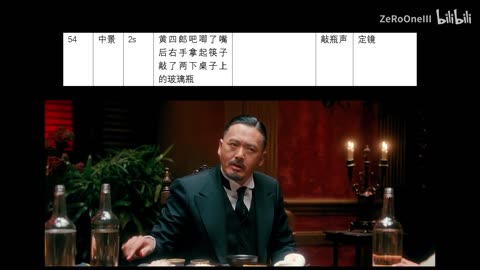 ZeRoOneIII bilibili
54
中景
2s
黄四郎吧唧了嘴
后右手拿起筷子
敲了两下桌子上
的玻璃瓶
敲瓶声
定镜